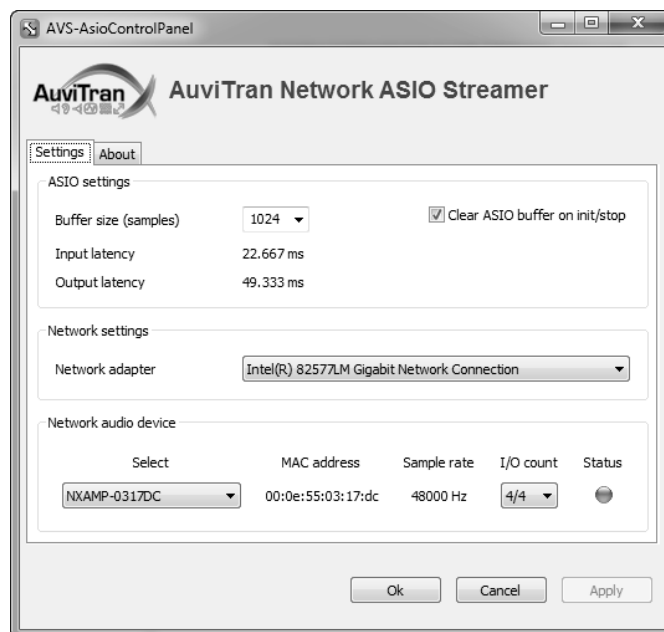 AVS-AsioControlPanel
AuviTran
AuviTran Network ASIO Streamer
Settings About
ASIO settings
Buffer size (samples) 1024 Clear ASIO buffer on init/stop
Input latency 22.667 ms
Output latency 49.333 ms
Network settings
Network adapter Intel(R) 82577LM Gigabit Network Connection
Network audio device
Select MAC address Sample rate I/O count Status
NXAMP-0317DC 00:0e:55:03:17:dc 48000 Hz 4/4
Ok Cancel Apply